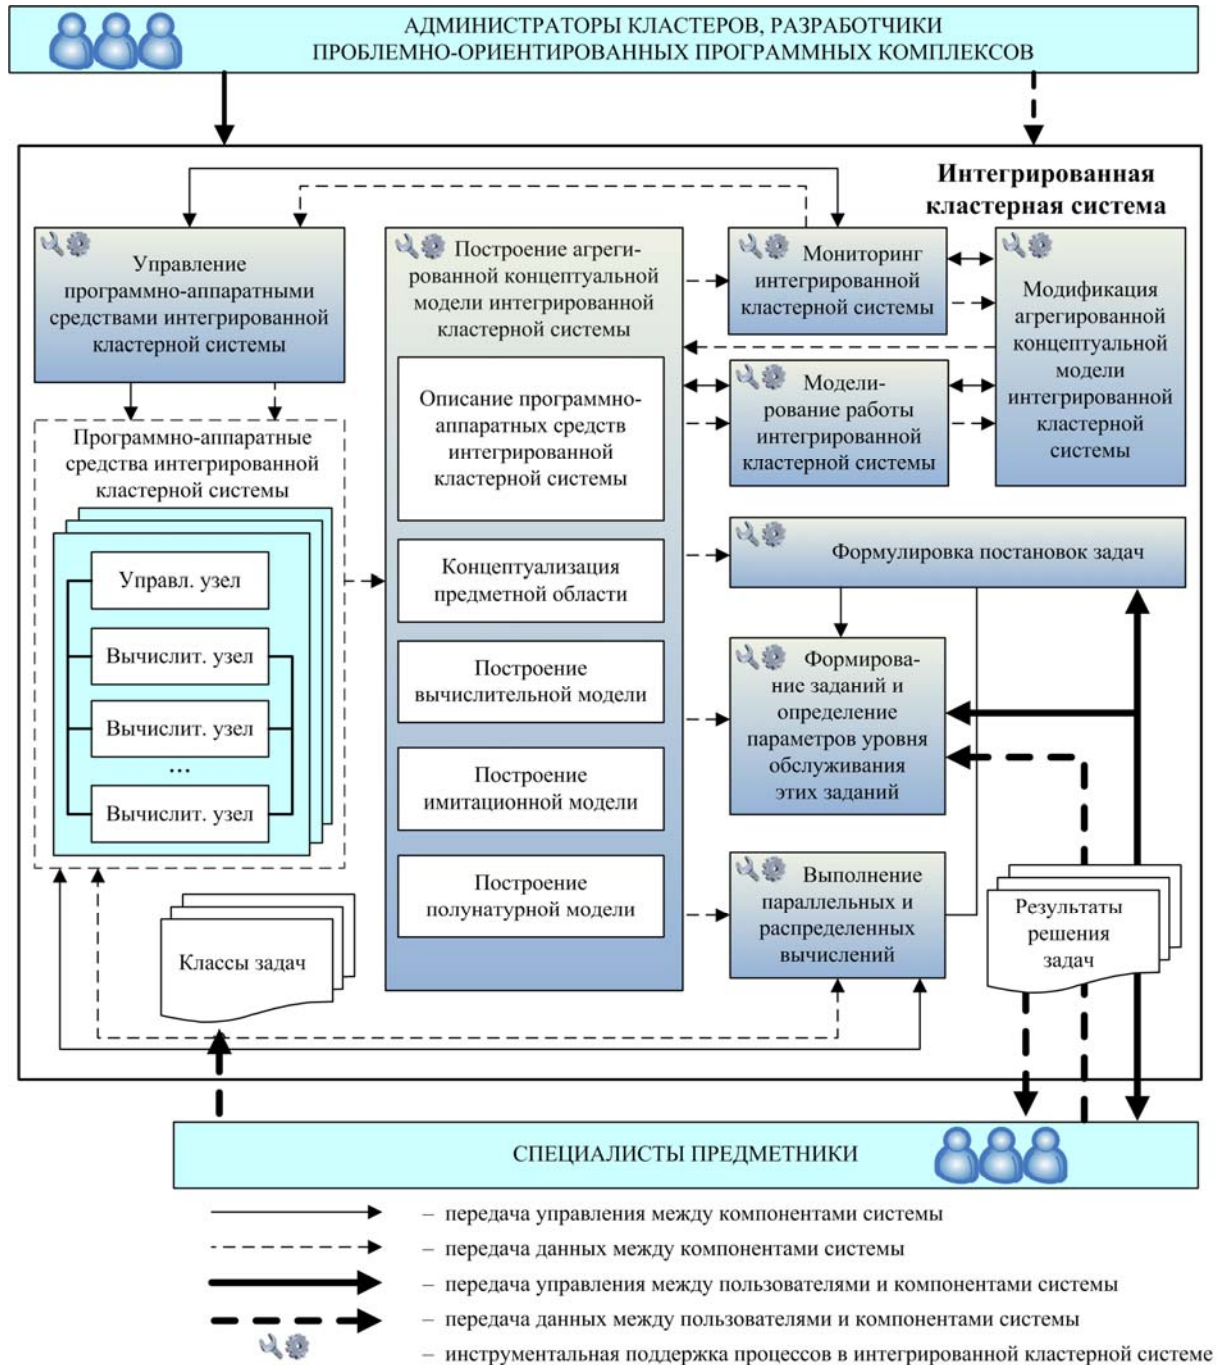 АДМИНИСТРАТОРЫ КЛАСТЕРОВ, РАЗРАБОТЧИКИ
ПРОБЛЕМНО-ОРИЕНТИРОВАННЫХ ПРОГРАММНЫХ КОМПЛЕКСОВ
Интегрированная
кластерная система
Управление
программно-аппаратными
средствами интегрированной
кластерной системы
Построение агреги-
рованной концептуальной
модели интегрированной
кластерной системы
Мониторинг
интегрированной
кластерной системы
Модификация
агрегированной
концептуальной
модели
интегрированной
кластерной
системы
Описание программно-
аппаратных средств
интегрированной
кластерной системы
Модели-
рование работы
интегрированной
кластерной системы
Программно-аппаратные
средства интегрированной
кластерной системы
Управл. узел
Вычислит. узел
Вычислит. узел
...
Вычислит. узел
Концептуализация
предметной области
Формулировка постановок задач
Построение
вычислительной модели
Формирова-
ние заданий и
определение
параметров уровня
обслуживания
этих заданий
Построение
имитационной модели
Построение
полунатурной модели
Выполнение
параллельных и
распределенных
вычислений
Результаты
решения
задач
Классы задач
СПЕЦИАЛИСТЫ ПРЕДМЕТНИКИ
– передача управления между компонентами системы
– передача данных между компонентами системы
– передача управления между пользователями и компонентами системы
– передача данных между пользователями и компонентами системы
– инструментальная поддержка процессов в интегрированной кластерной системе